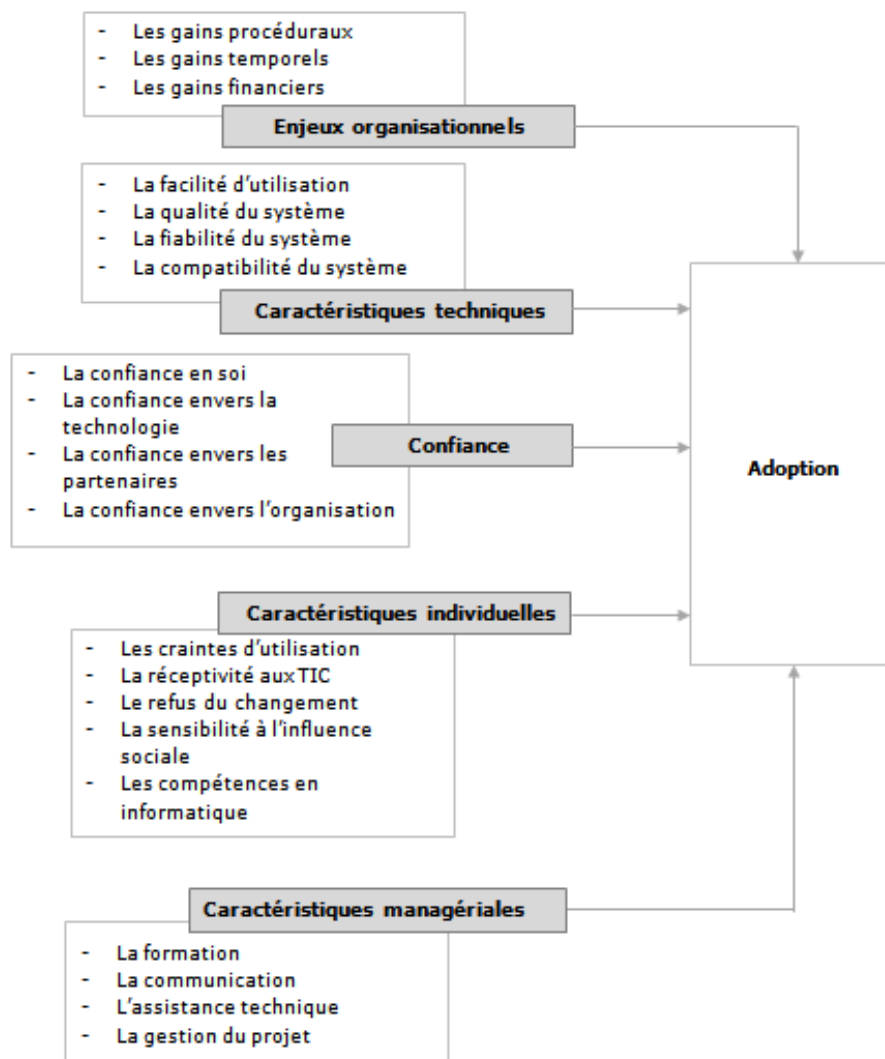 - Les gains procéduraux
- Les gains temporels
- Les gains financiers
Enjeux organisationnels
- La facilité d'utilisation
- La qualité du système
- La fiabilité du système
- La compatibilité du système
Caractéristiques techniques
- La confiance en soi
- La confiance envers la
technologie
- La confiance envers les
partenaires
- La confiance envers l'organisation
Confiance
Adoption
Caractéristiques individuelles
- Les craintes d'utilisation
- La réceptivité aux TIC
- Le refus du changement
- La sensibilité à l'influence
sociale
- Les compétences en
informatique
Caractéristiques managériales
- La formation
- La communication
- L'assistance technique
- La gestion du projet